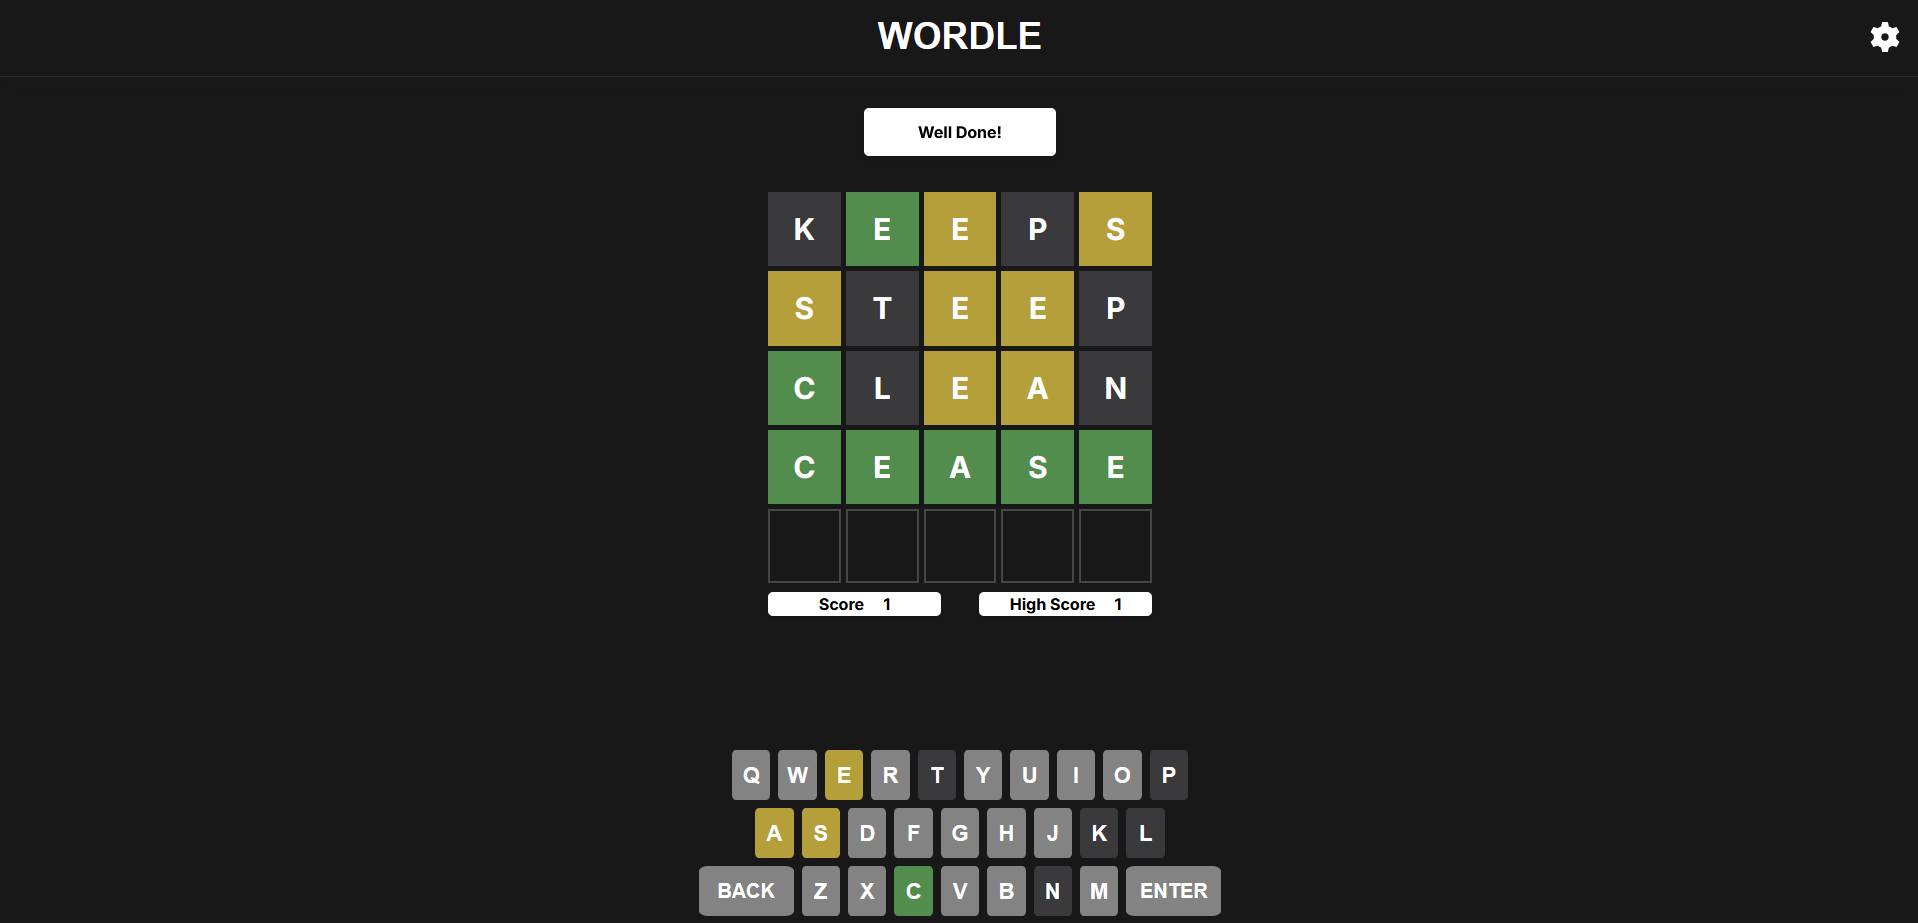 WORDLE
Well Done!
K E E P S
S T E E P
C L E A N
C E A S E
Score 1 High Score 1
Q W E R T Y U I O P
A S D F G H J K L
BACK Z X C V B N M ENTER